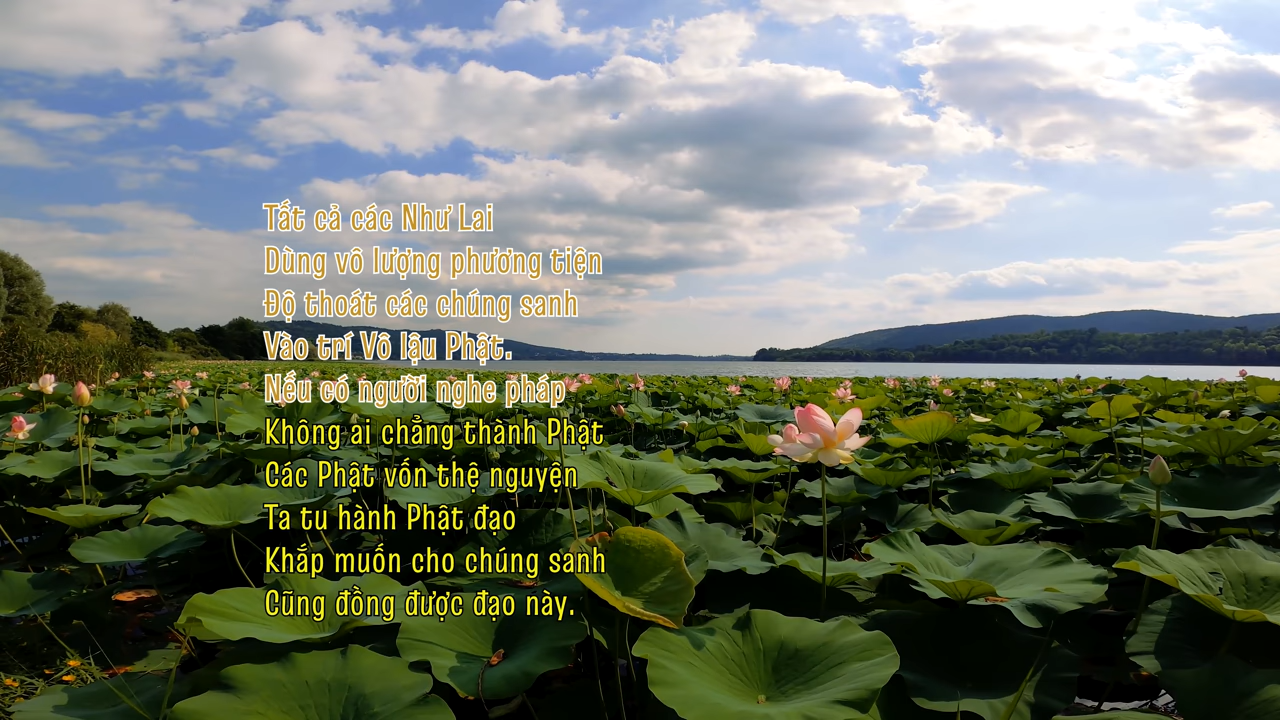 Tất cả các Như Lai
Dùng vô lượng phương tiện
Độ thoát các chúng sanh
Vào trí Vô lậu Phật.
Nếu có người nghe pháp
Không ai chẳng thành Phật
Các Phật vốn thệ nguyện
Ta tu hành Phật đạo
Khắp muốn cho chúng sanh
Cũng đồng được đạo này.